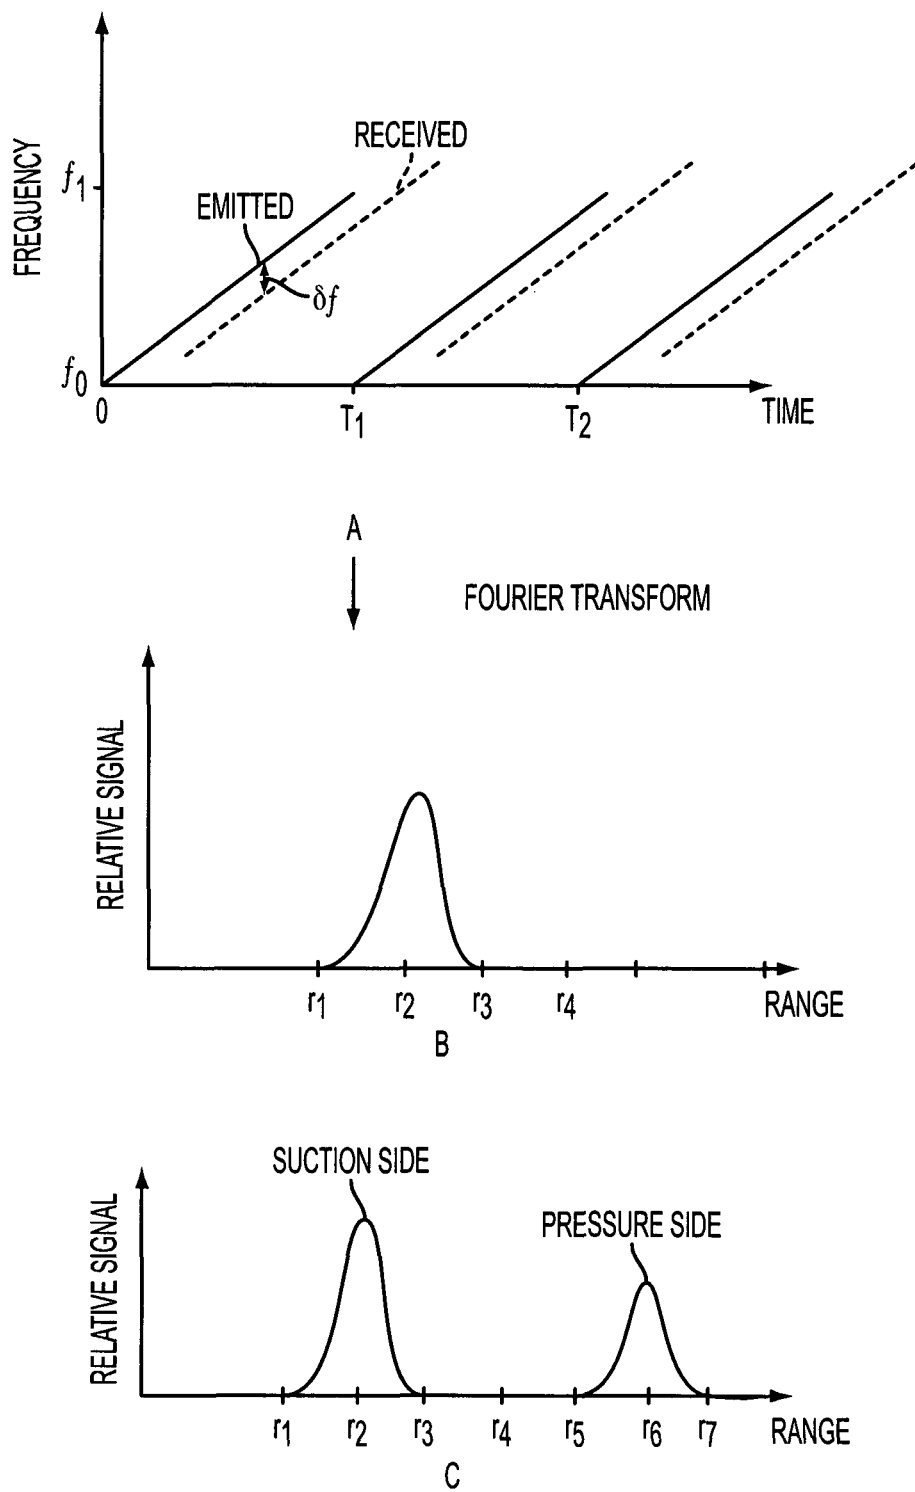 FREQUENCY
f1
f0
EMITTED
RECEIVED
δf
0
T1
T2
TIME
A
FOURIER TRANSFORM
RELATIVE SIGNAL
r1
r2
r3
r4
RANGE
B
SUCTION SIDE
PRESSURE SIDE
RELATIVE SIGNAL
r1
r2
r3
r4
r5
r6
r7
RANGE
C